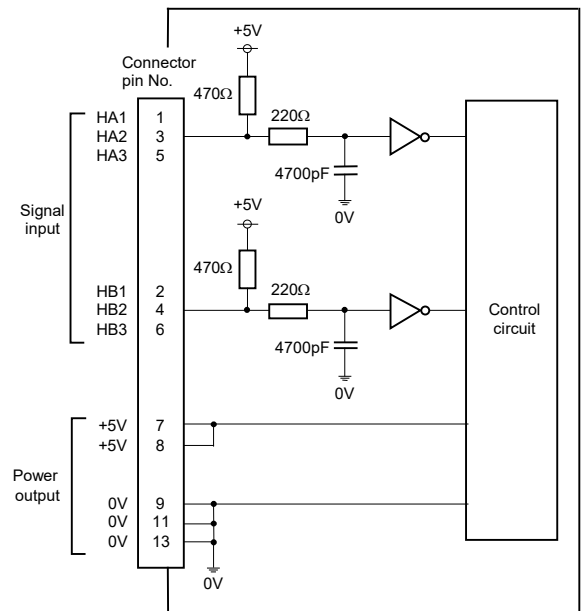 +5V
Connector
pin No.
470Ω
220Ω
HA1 1
HA2 3
HA3 5
4700pF
0V
Signal
input
+5V
470Ω
220Ω
HB1 2
HB2 4
HB3 6
Control
circuit
4700pF
0V
+5V 7
+5V 8
Power
output
0V 9
0V 11
0V 13
0V